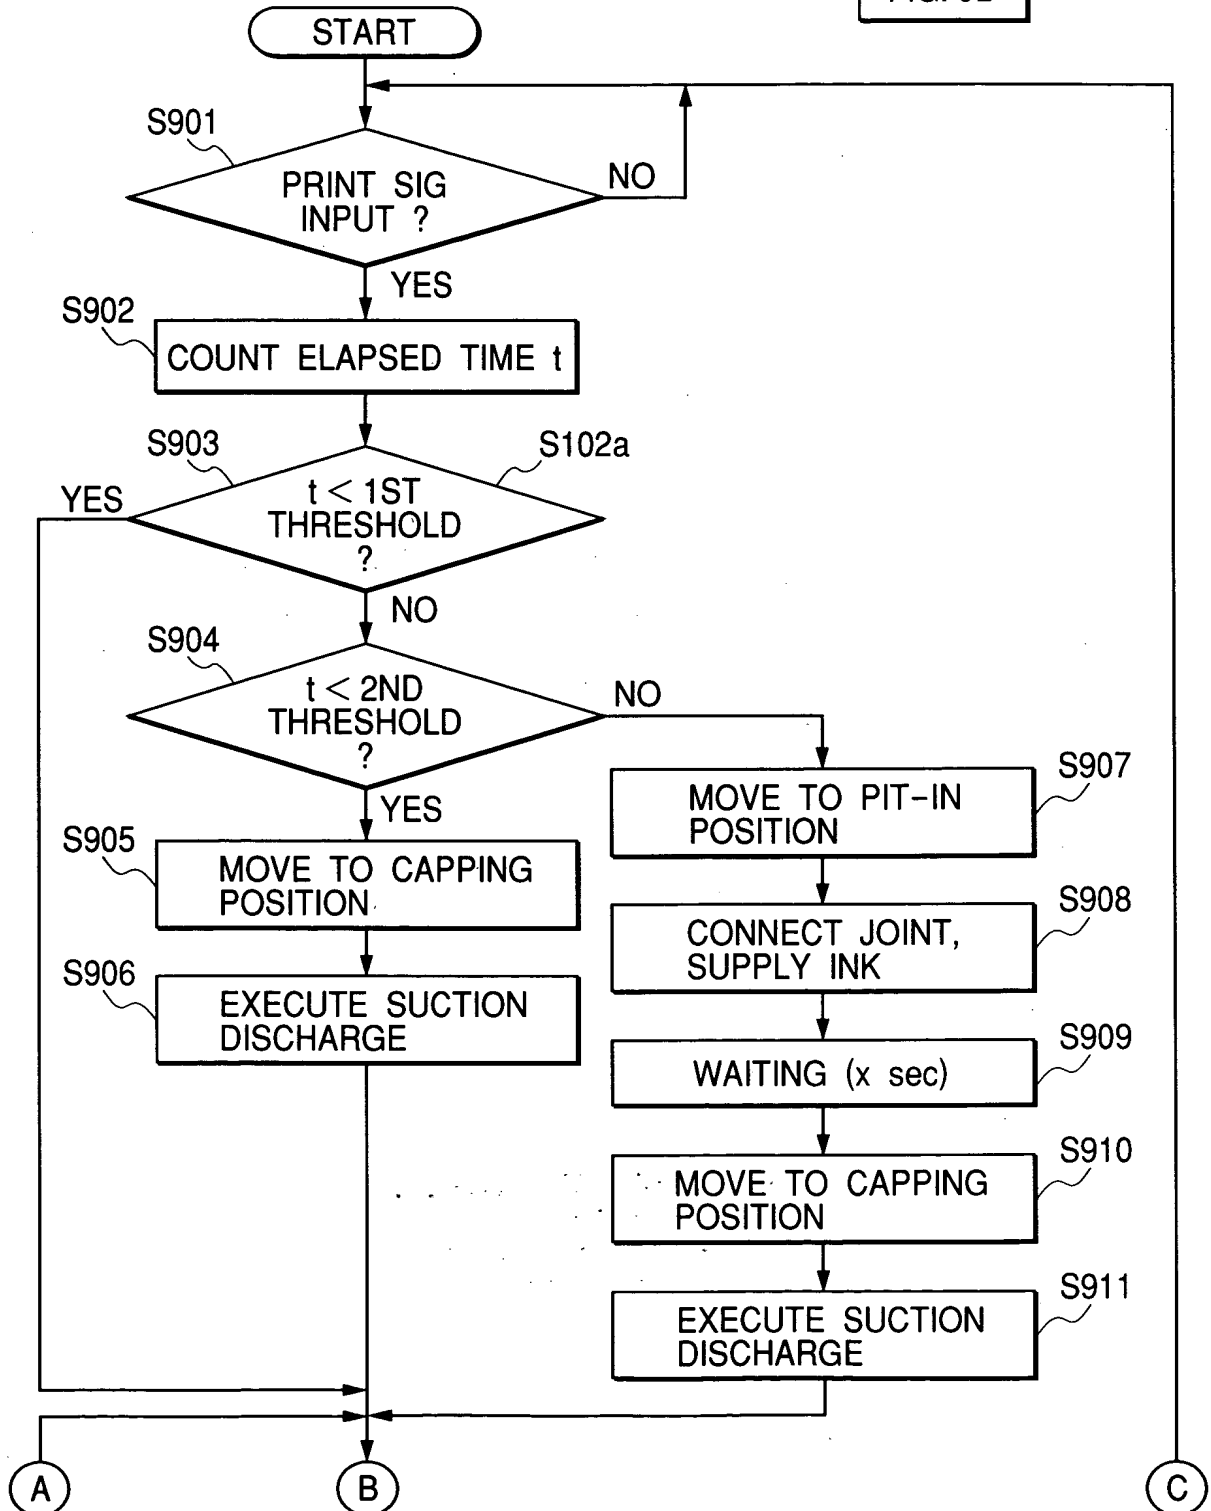 START
S901
PRINT SIG
INPUT ?
NO
YES
S902
COUNT ELAPSED TIME t
S903
S102a
YES
t < 1ST
THRESHOLD
?
NO
S904
t < 2ND
THRESHOLD
?
NO
YES
S905
MOVE TO CAPPING
POSITION
S906
EXECUTE SUCTION
DISCHARGE
S907
MOVE TO PIT-IN
POSITION
S908
CONNECT JOINT,
SUPPLY INK
S909
WAITING (x sec)
S910
MOVE TO CAPPING
POSITION
S911
EXECUTE SUCTION
DISCHARGE
A
B
C